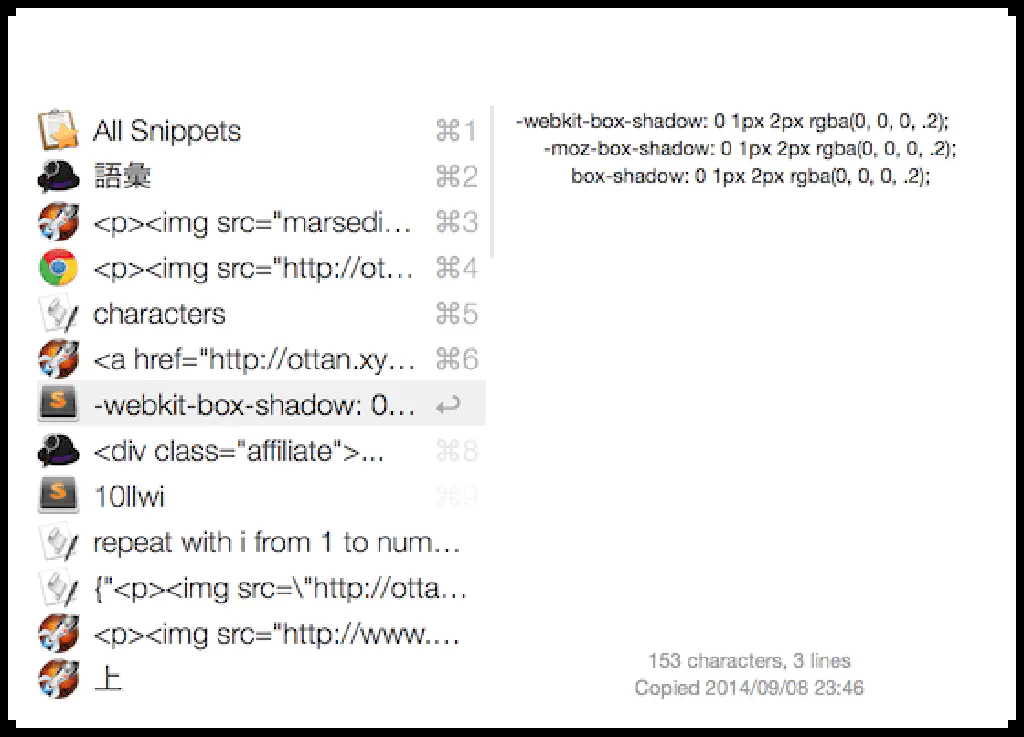 All Snippets ⌘1
語彙 ⌘2
<p><img src="marsedi... ⌘3
<p><img src="http://ot... ⌘4
characters ⌘5
<a href="http://ottan.xy... ⌘6
-webkit-box-shadow: 0... ↩
<div class="affiliate">... ⌘8
10llwi ⌘9
repeat with i from 1 to num...
{"<p><img src=\"http://otta...
<p><img src="http://www....
上
-webkit-box-shadow: 0 1px 2px rgba(0, 0, 0, .2);
-moz-box-shadow: 0 1px 2px rgba(0, 0, 0, .2);
box-shadow: 0 1px 2px rgba(0, 0, 0, .2);
153 characters, 3 lines
Copied 2014/09/08 23:46